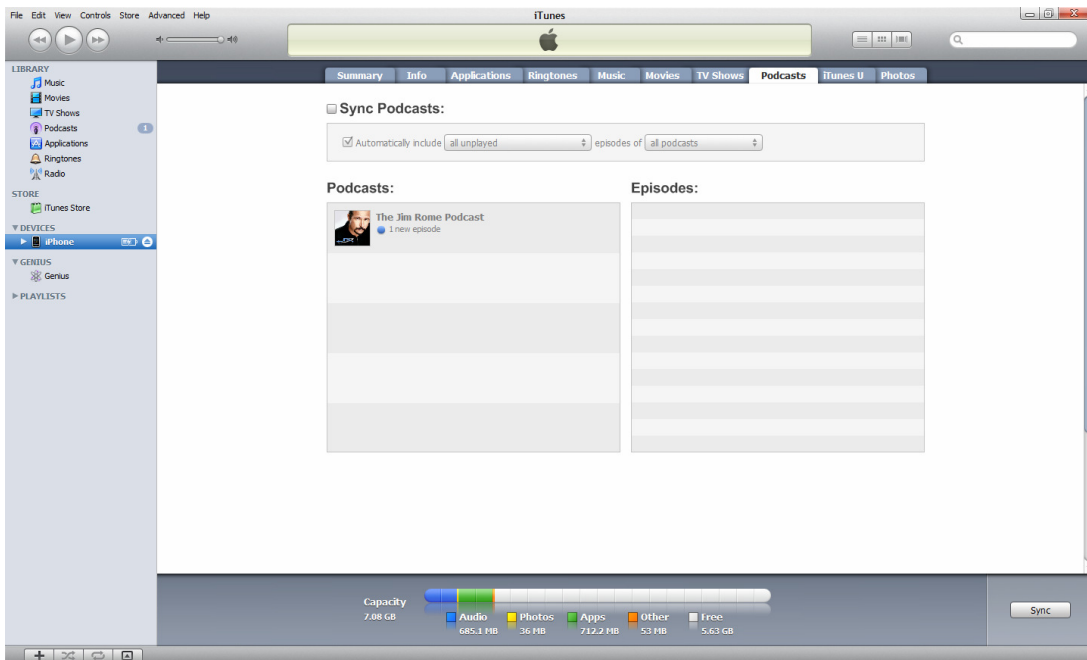 File Edit View Controls Store Advanced Help
iTunes
LIBRARY
Music
Movies
TV Shows
Podcasts 1
Applications
Ringtones
Radio
STORE
iTunes Store
DEVICES
iPhone
GENIUS
Genius
PLAYLISTS
Summary Info Applications Ringtones Music Movies TV Shows Podcasts iTunes U Photos
Sync Podcasts:
Automatically include all unplayed episodes of all podcasts
Podcasts: Episodes:
The Jim Rome Podcast
1 new episode
Capacity
7.08 GB
Audio Photos Apps Other Free
685.1 MB 36 MB 712.2 MB 53 MB 5.63 GB
Sync